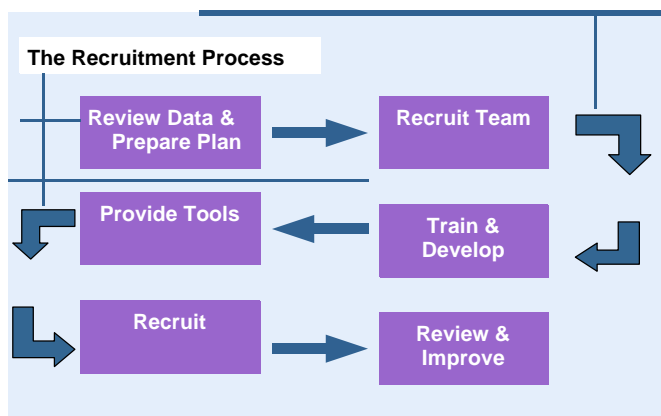 The Recruitment Process
Review Data &
Prepare Plan
Recruit Team
Provide Tools
Train &
Develop
Recruit
Review &
Improve